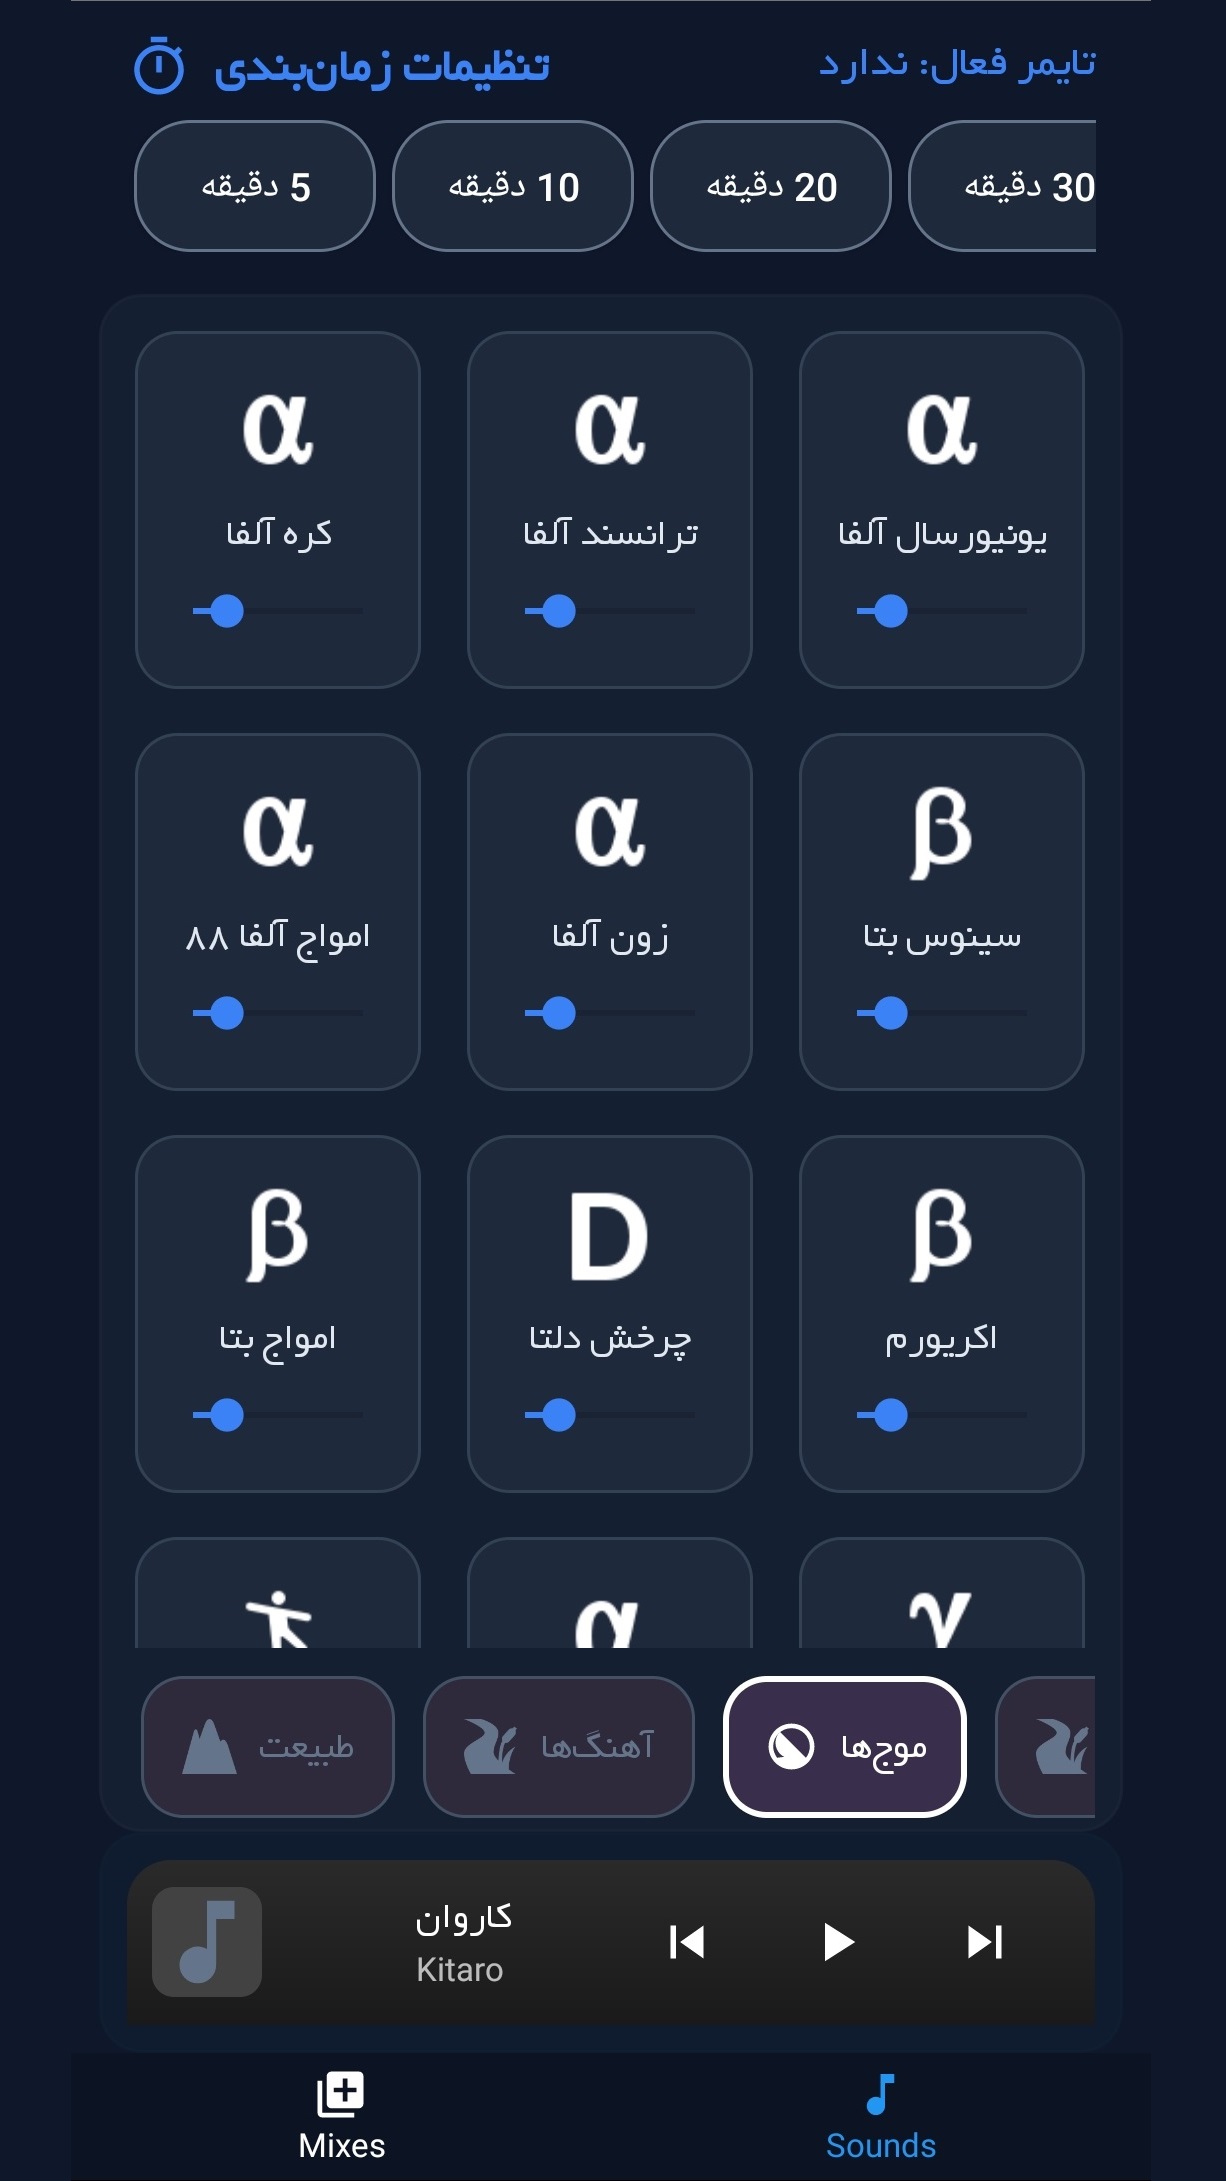 تنظیمات زمان‌بندی
تایمر فعال: ندارد
5 دقیقه
10 دقیقه
20 دقیقه
30 دقیقه
α
α
α
کره آلفا
ترانسند آلفا
یونیورسال آلفا
α
α
β
امواج آلفا ۸۸
زون آلفا
سینوس بتا
β
D
β
امواج بتا
چرخش دلتا
اکریورم
α
γ
طبیعت
آهنگ‌ها
موج‌ها
کاروان
Kitaro
Mixes
Sounds